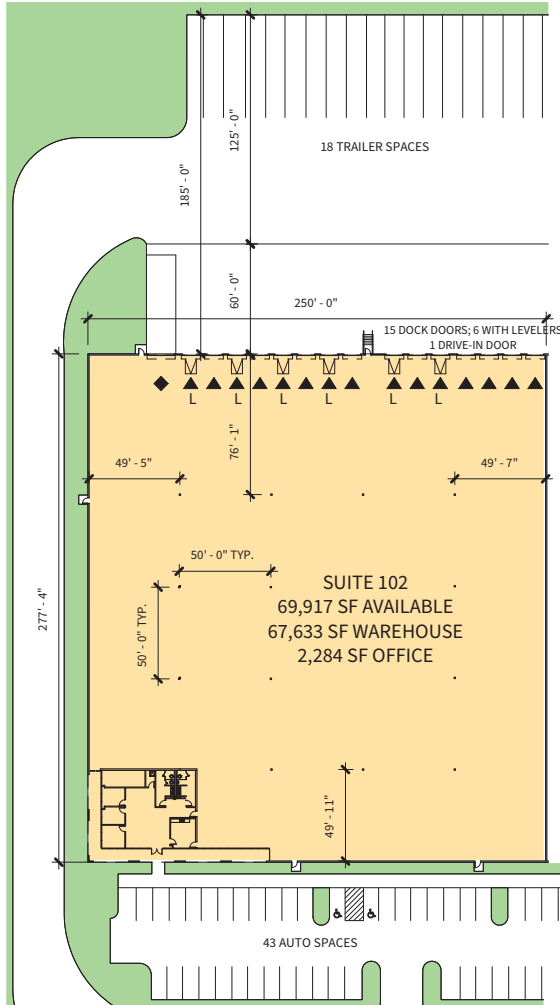 125' - 0"
18 TRAILER SPACES
185' - 0"
60' - 0"
250' - 0"
15 DOCK DOORS; 6 WITH LEVELERS
1 DRIVE-IN DOOR
L L L L L L
76' - 1"
49' - 5"
49' - 7"
50' - 0" TYP.
SUITE 102
69,917 SF AVAILABLE
67,633 SF WAREHOUSE
2,284 SF OFFICE
50' - 0" TYP.
277' - 4"
49' - 11"
43 AUTO SPACES